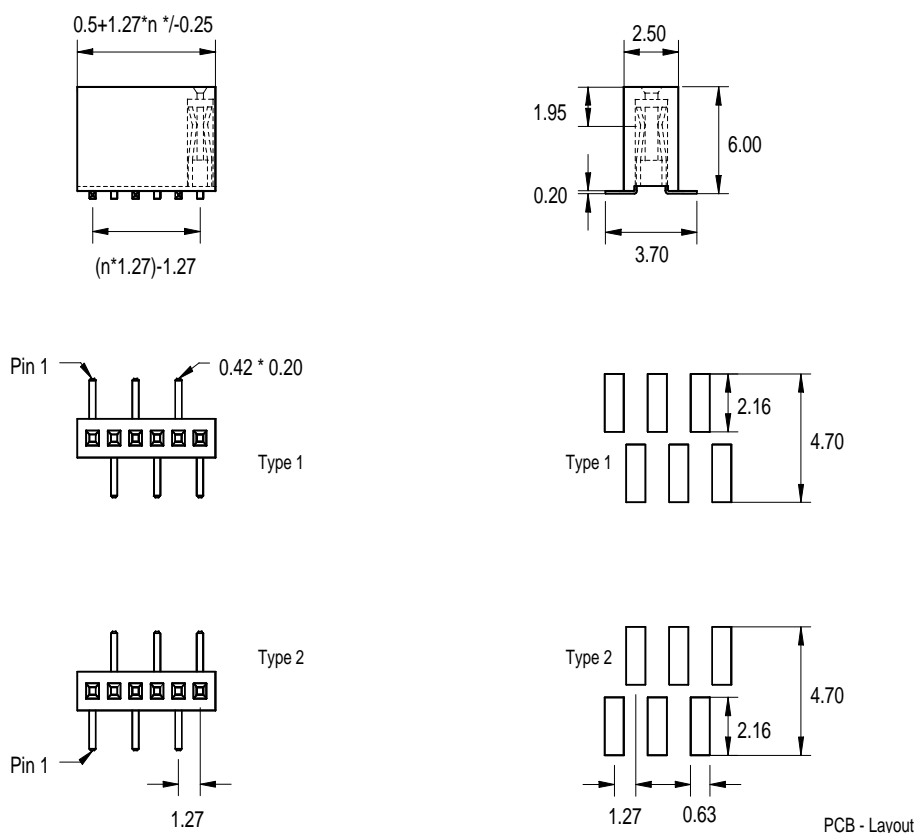 0.5+1.27*n */-0.25
2.50
1.95
6.00
0.20
3.70
(n*1.27)-1.27
Pin 1
0.42 * 0.20
Type 1
Type 1
2.16
4.70
Type 2
Type 2
4.70
2.16
Pin 1
1.27
1.27
0.63
PCB - Layout